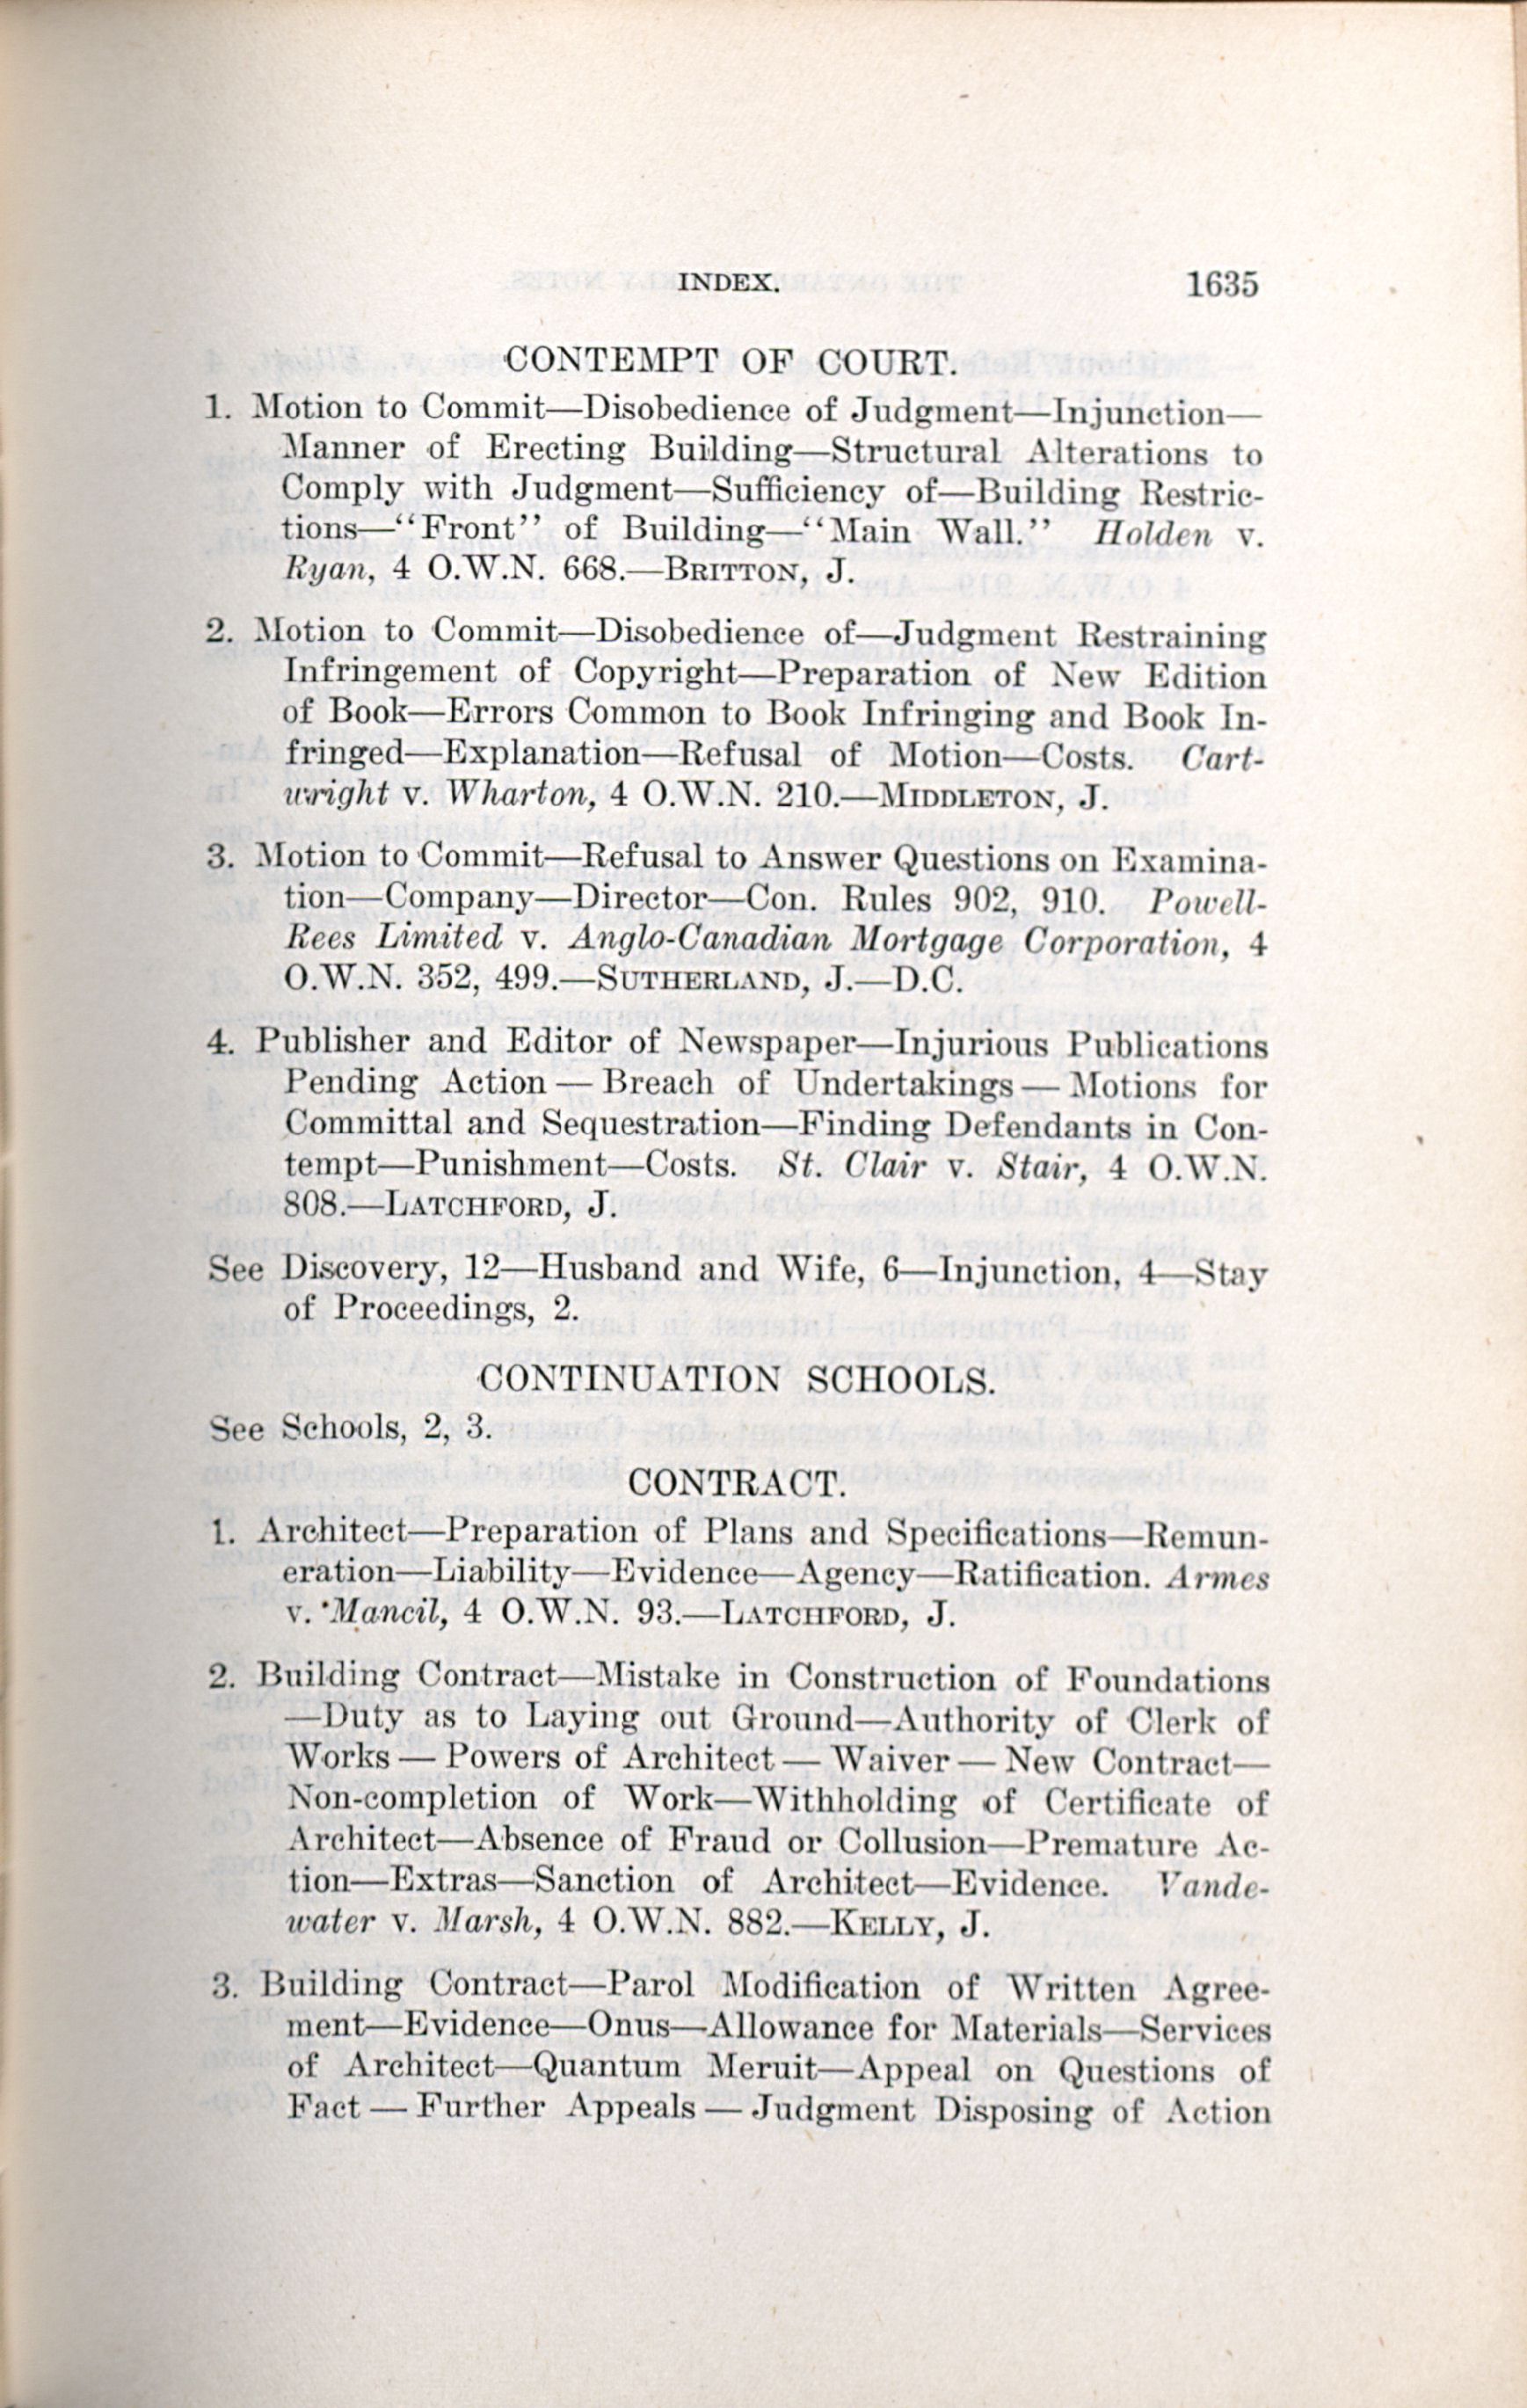 INDEX. 1635
CONTEMPT OF COURT.
1. Motion to Commit—Disobedience of Judgment—Injunction—
Manner of Erecting Building—Structural Alterations to
Comply with Judgment—Sufficiency of—Building Restric-
tions—"Front" of Building—"Main Wall." Holden v.
Ryan, 4 O.W.N. 668.—BRITTON, J.
2. Motion to Commit—Disobedience of—Judgment Restraining
Infringement of Copyright—Preparation of New Edition
of Book—Errors Common to Book Infringing and Book In-
fringed—Explanation—Refusal of Motion—Costs. Cart-
wright v. Wharton, 4 O.W.N. 210.—MIDDLETON, J.
3. Motion to Commit—Refusal to Answer Questions on Examina-
tion—Company—Director—Con. Rules 902, 910. Powell-
Rees Limited v. Anglo-Canadian Mortgage Corporation, 4
O.W.N. 352, 499.—SUTHERLAND, J.—D.C.
4. Publisher and Editor of Newspaper—Injurious Publications
Pending Action — Breach of Undertakings — Motions for
Committal and Sequestration—Finding Defendants in Con-
tempt—Punishment—Costs. St. Clair v. Stair, 4 O.W.N.
808.—LATCHFORD, J.
See Discovery, 12—Husband and Wife, 6—Injunction, 4—Stay
of Proceedings, 2.
CONTINUATION SCHOOLS.
See Schools, 2, 3.
CONTRACT.
1. Architect—Preparation of Plans and Specifications—Remun-
eration—Liability—Evidence—Agency—Ratification. Armes
v. Mancil, 4 O.W.N. 93.—LATCHFORD, J.
2. Building Contract—Mistake in Construction of Foundations
—Duty as to Laying out Ground—Authority of Clerk of
Works — Powers of Architect — Waiver — New Contract—
Non-completion of Work—Withholding of Certificate of
Architect—Absence of Fraud or Collusion—Premature Ac-
tion—Extras—Sanction of Architect—Evidence. Vande-
water v. Marsh, 4 O.W.N. 882.—KELLY, J.
3. Building Contract—Parol Modification of Written Agree-
ment—Evidence—Onus—Allowance for Materials—Services
of Architect—Quantum Meruit—Appeal on Questions of
Fact — Further Appeals — Judgment Disposing of Action